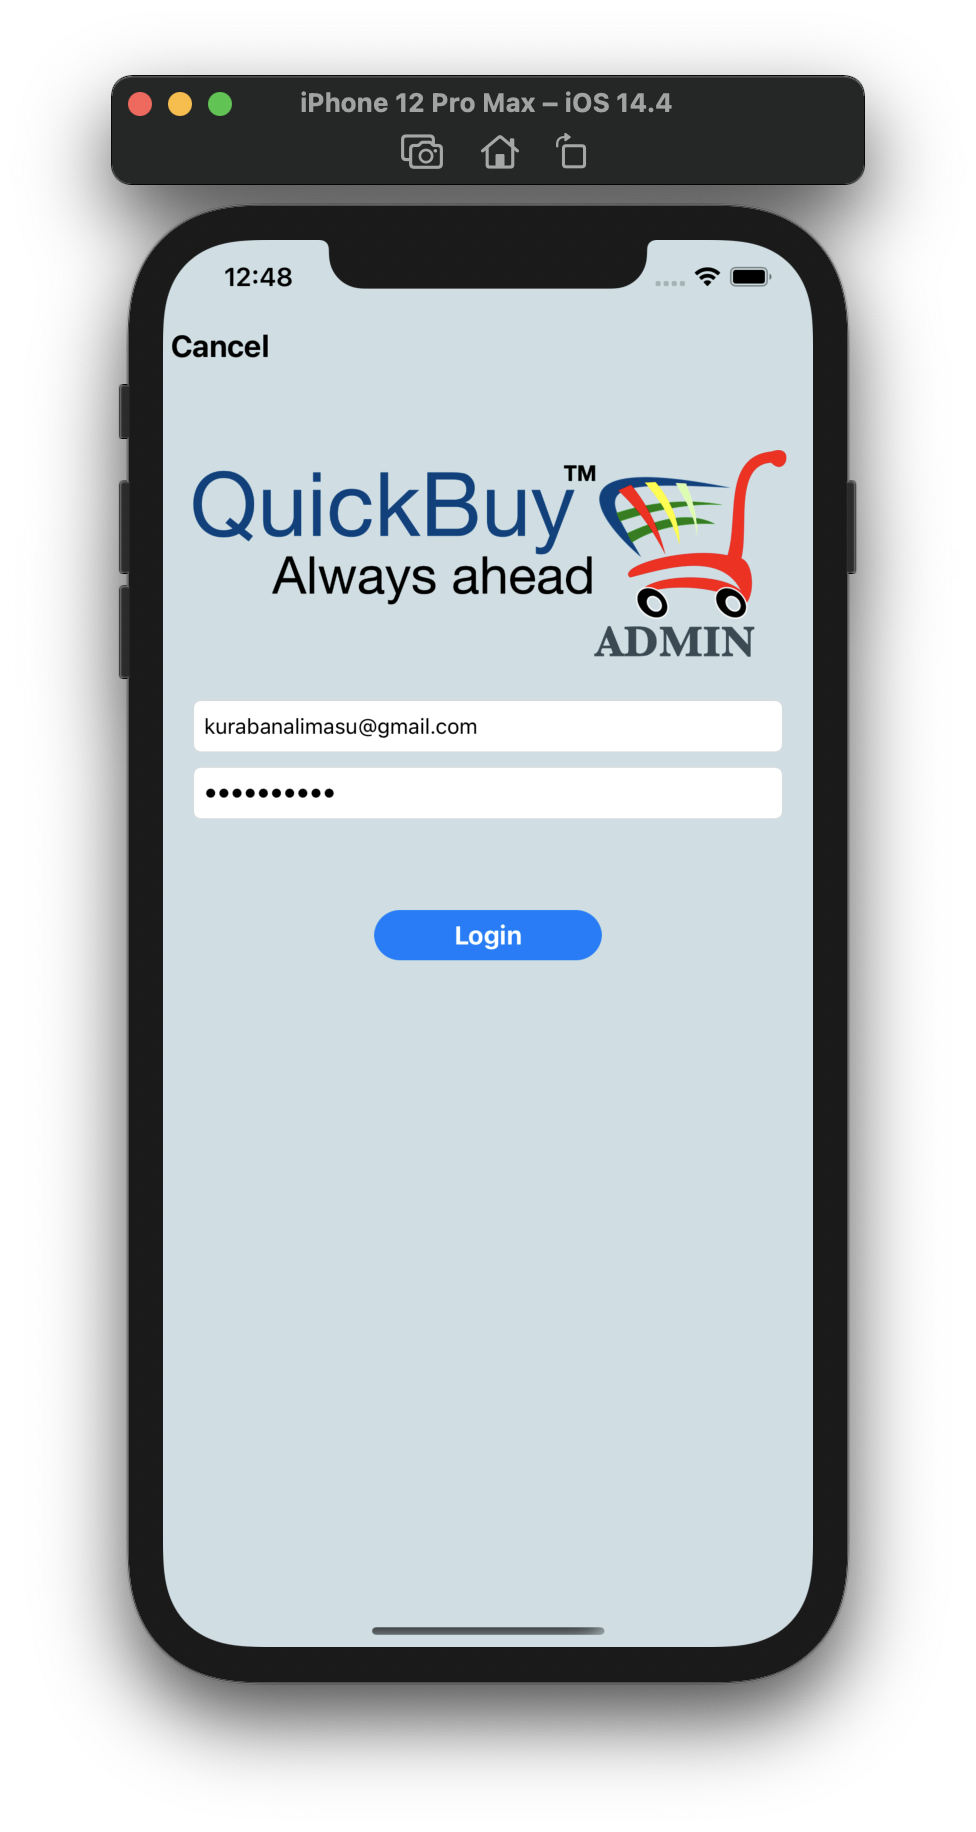 iPhone 12 Pro Max – iOS 14.4
12:48
Cancel
QuickBuy™
Always ahead
ADMIN
kurabanalimasu@gmail.com
••••••••••
Login